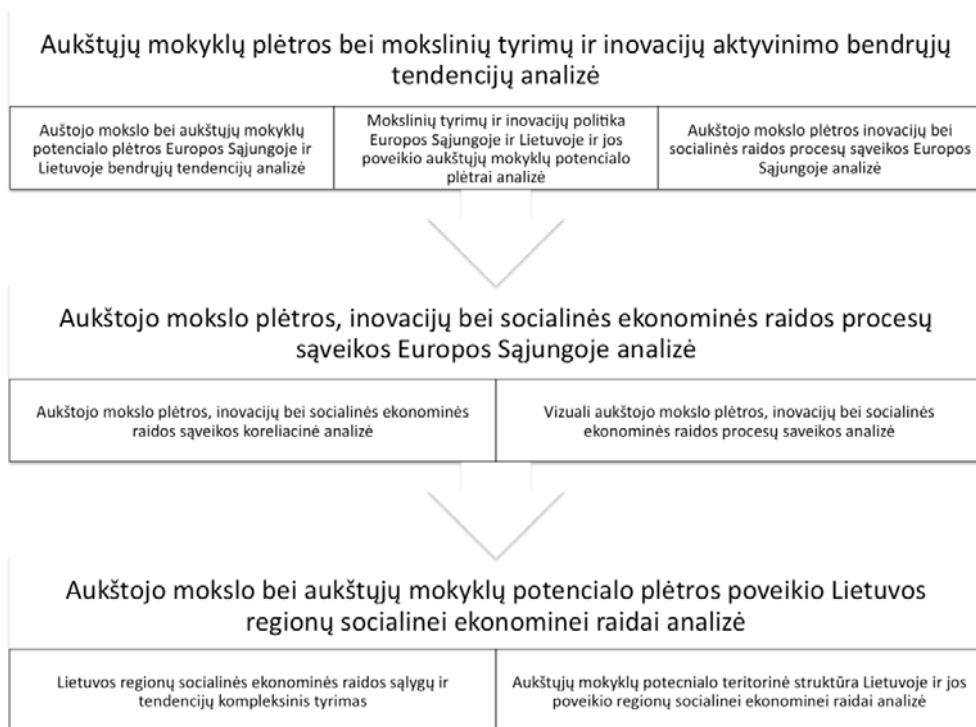 Aukštųjų mokyklų plėtros bei mokslinių tyrimų ir inovacijų aktyvinimo bendrųjų
tendencijų analizė
Auštojo mokslo bei aukštųjų mokyklų
potencialo plėtros Europos Sąjungoje ir
Lietuvoje bendrųjų tendencijų analizė
Mokslinių tyrimų ir inovacijų politika
Europos Sąjungoje ir Lietuvoje ir jos
poveikio aukštųjų mokyklų potencialo
plėtrai analizė
Aukštojo mokslo plėtros inovacijų bei
socialinės raidos procesų sąveikos Europos
Sąjungoje analizė
Aukštojo mokslo plėtros, inovacijų bei socialinės ekonominės raidos procesų
sąveikos Europos Sąjungoje analizė
Aukštojo mokslo plėtros, inovacijų bei socialinės ekonominės
raidos sąveikos koreliacinė analizė
Vizuali aukštojo mokslo plėtros, inovacijų bei socialinės
ekonominės raidos procesų saveikos analizė
Aukštojo mokslo bei aukštųjų mokyklų potencialo plėtros poveikio Lietuvos
regionų socialinei ekonominei raidai analizė
Lietuvos regionų socialinės ekonominės raidos sąlygų ir
tendencijų kompleksinis tyrimas
Aukštųjų mokyklų potecnialo teritorinė struktūra Lietuvoje ir jos
poveikio regionų socialinei ekonominei raidai analizė